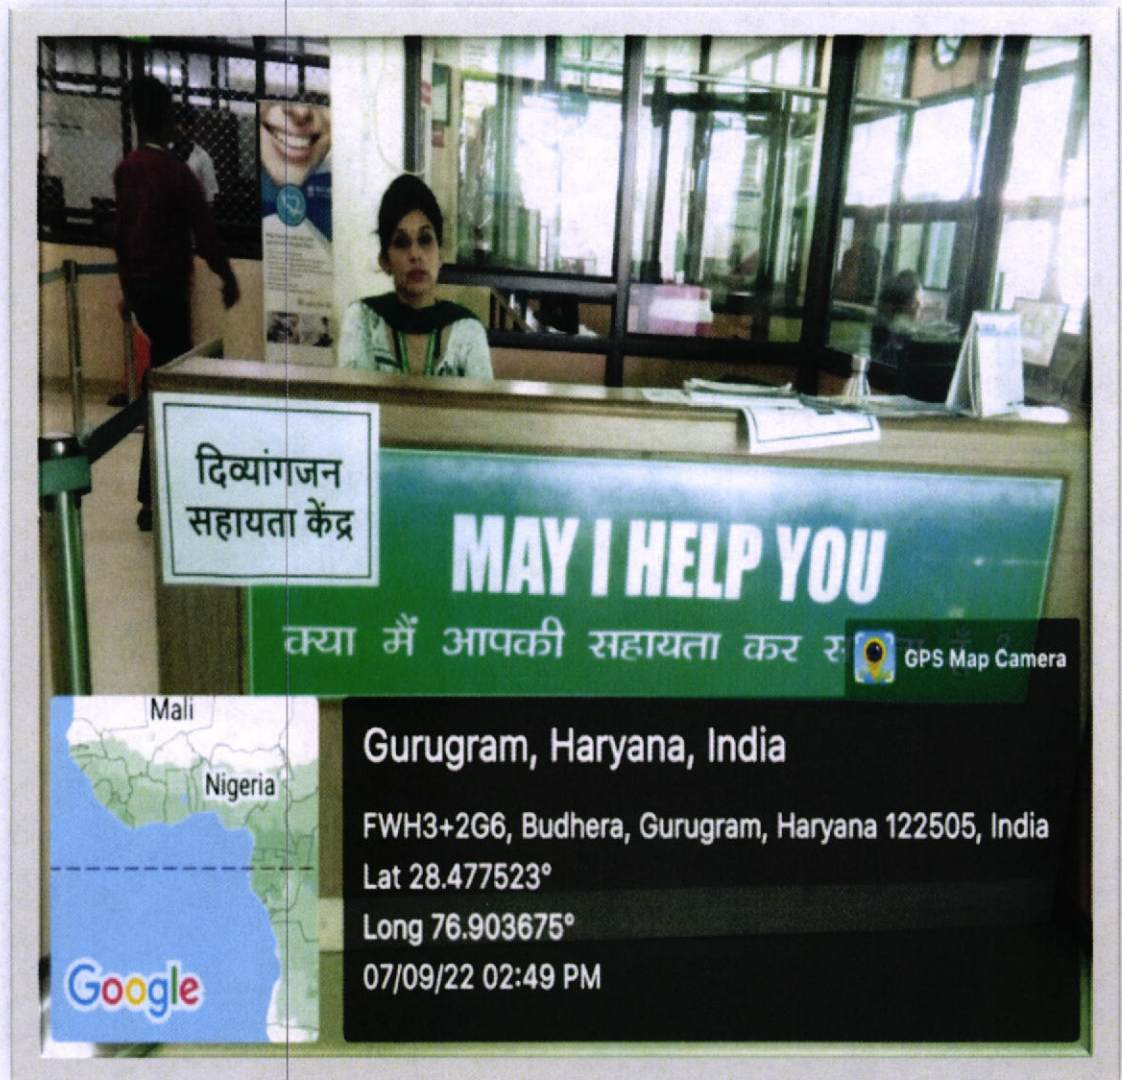 दिव्यांगजन
सहायता केंद्र
MAY I HELP YOU
क्या मैं आपकी सहायता कर
GPS Map Camera
Mali
Nigeria
Google
Gurugram, Haryana, India
FWH3+2G6, Budhera, Gurugram, Haryana 122505, India
Lat 28.477523°
Long 76.903675°
07/09/22 02:49 PM